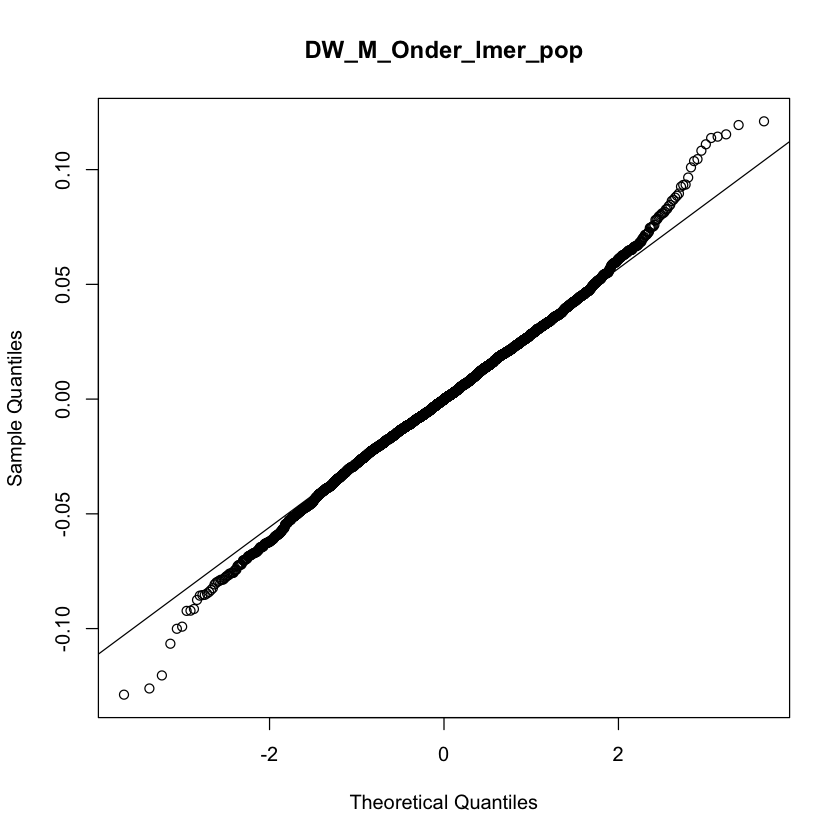 DW_M_Onder_lmer_pop
Sample Quantiles
0.10
0.05
0.00
-0.05
-0.10
-2 0 2
Theoretical Quantiles